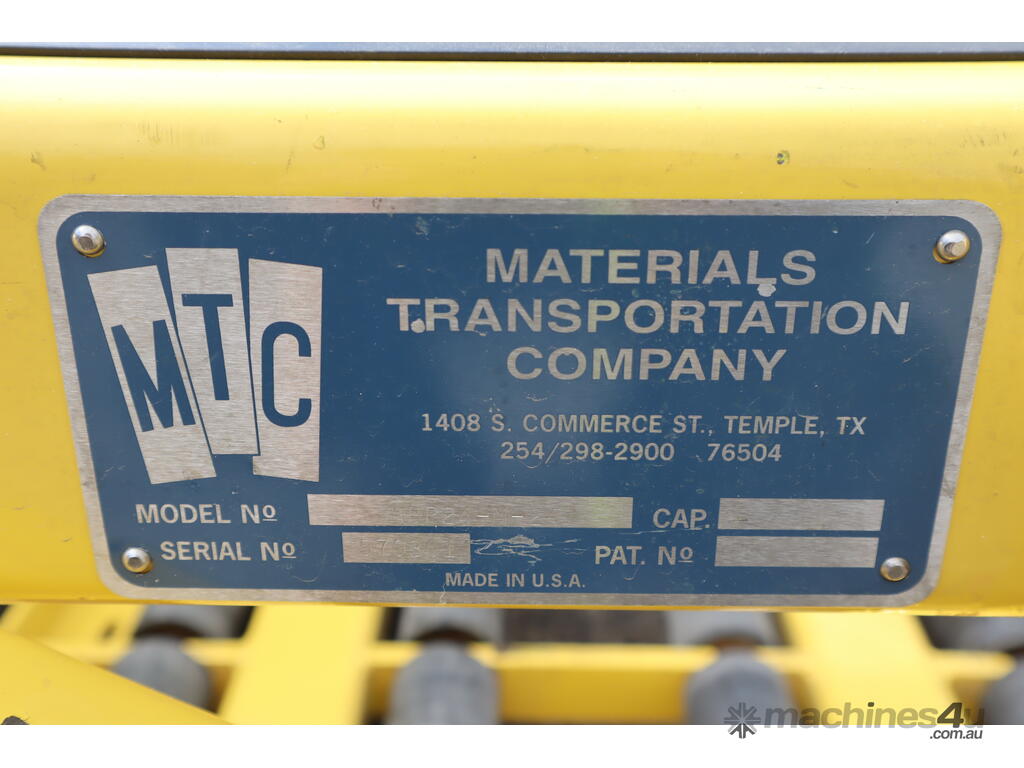 MTC
MATERIALS
TRANSPORTATION
COMPANY
1408 S. COMMERCE ST., TEMPLE, TX
254/298-2900 76504
MODEL Nº
CAP.
SERIAL Nº
PAT. Nº
MADE IN U.S.A.
machines4u
.com.au